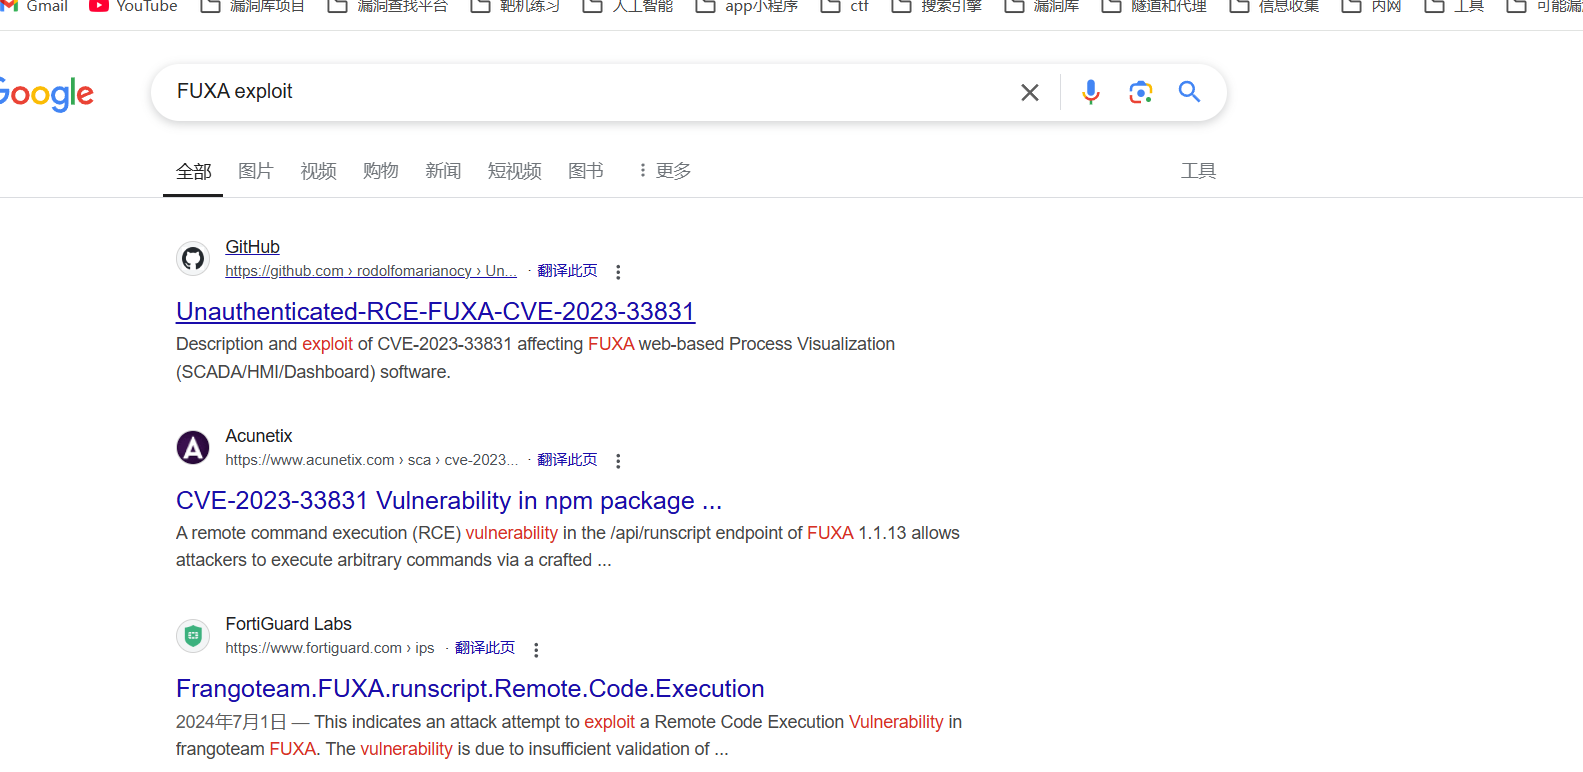 Gmail YouTube 漏洞库项目 漏洞查找平台 靶机练习 人工智能 app小程序 ctf 搜索引擎 漏洞库 隧道和代理 信息收集 内网 工具 可能漏
Google
FUXA exploit
全部 图片 视频 购物 新闻 短视频 图书 更多 工具
GitHub
https://github.com › rodolfomarianocy › Un... · 翻译此页
Unauthenticated-RCE-FUXA-CVE-2023-33831
Description and exploit of CVE-2023-33831 affecting FUXA web-based Process Visualization
(SCADA/HMI/Dashboard) software.
Acunetix
https://www.acunetix.com › sca › cve-2023... · 翻译此页
CVE-2023-33831 Vulnerability in npm package ...
A remote command execution (RCE) vulnerability in the /api/runscript endpoint of FUXA 1.1.13 allows
attackers to execute arbitrary commands via a crafted ...
FortiGuard Labs
https://www.fortiguard.com › ips · 翻译此页
Frangoteam.FUXA.runscript.Remote.Code.Execution
2024年7月1日 — This indicates an attack attempt to exploit a Remote Code Execution Vulnerability in
frangoteam FUXA. The vulnerability is due to insufficient validation of ...